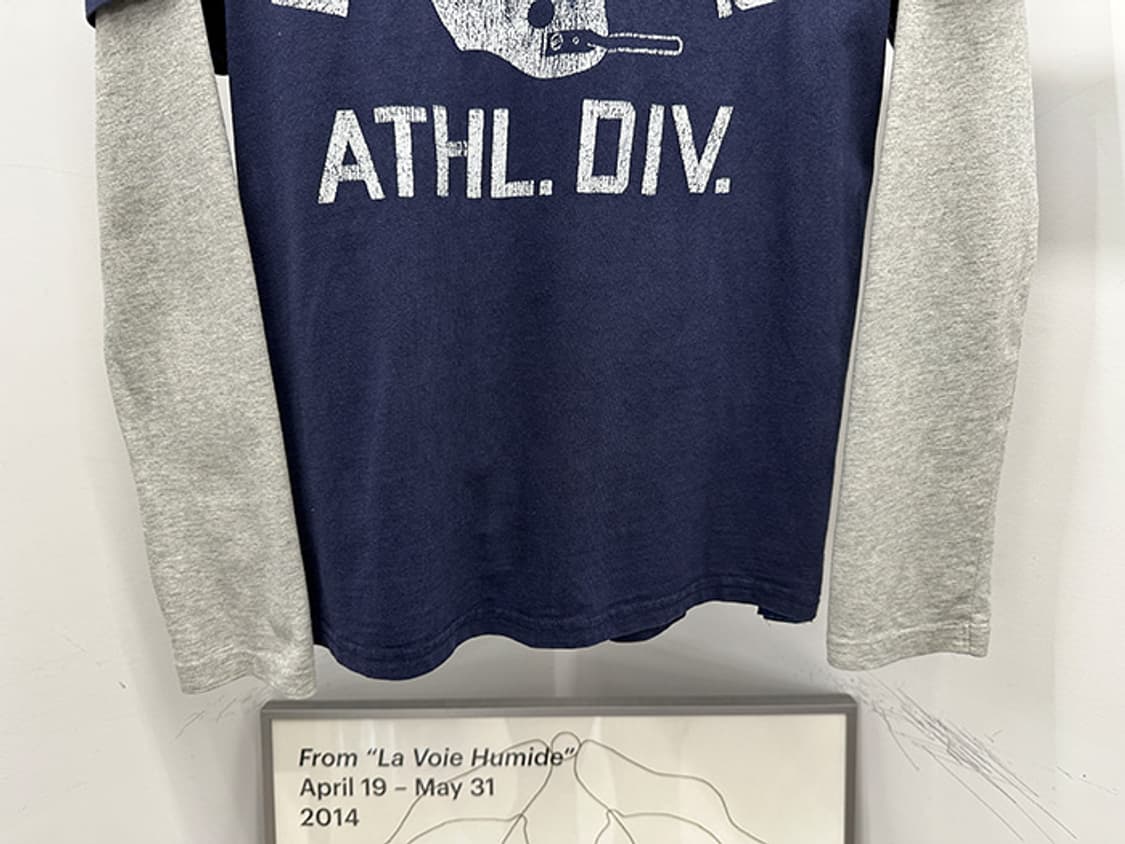 ATHL. DIV.
From “La Voie Humide”
April 19 – May 31
2014